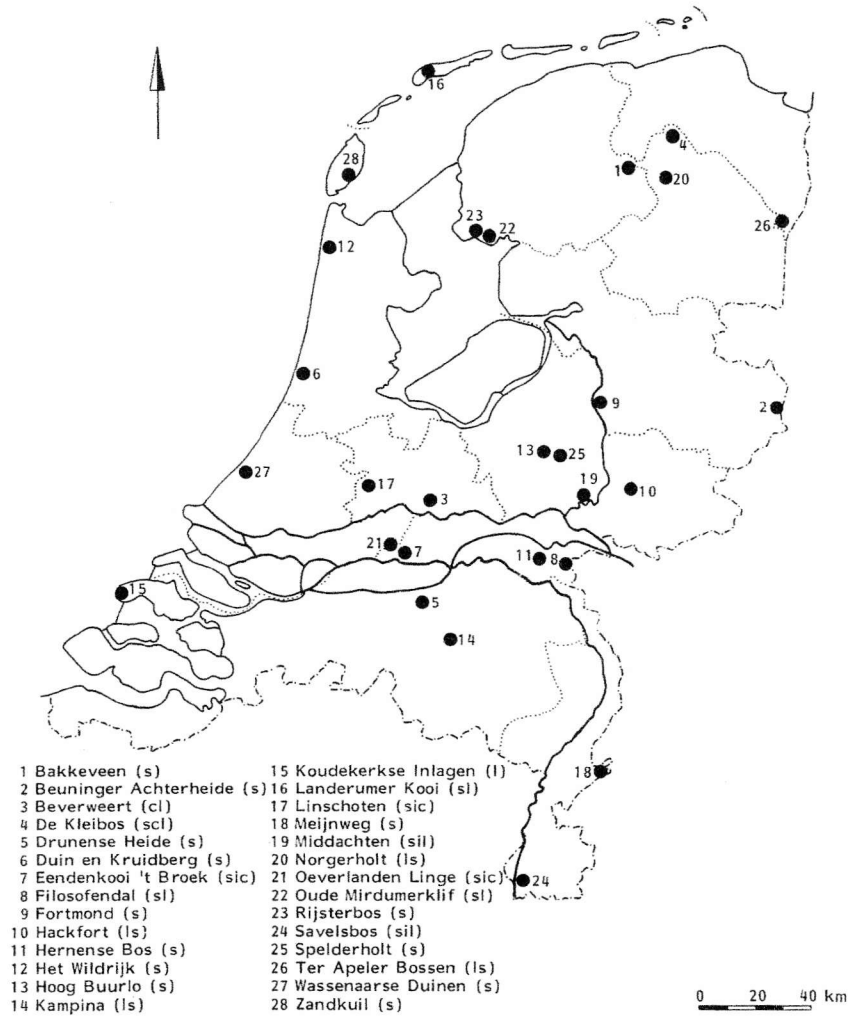 16
4
1
20
28
26
23
22
12
6
9
2
13
25
27
17
19
10
3
21
7
11
8
15
5
14
18
24
1 Bakkeveen (s)
2 Beuninger Achterheide (s)
3 Beverweert (cl)
4 De Kleibos (scl)
5 Drunense Heide (s)
6 Duin en Kruidberg (s)
7 Eendenkooi 't Broek (sic)
8 Filosofendal (sl)
9 Fortmond (s)
10 Hackfort (ls)
11 Hernense Bos (s)
12 Het Wildrijk (s)
13 Hoog Buurlo (s)
14 Kampina (ls)
15 Koudekerkse Inlagen (l)
16 Landerumer Kooi (sl)
17 Linschoten (sic)
18 Meijnweg (s)
19 Middachten (sil)
20 Norgerholt (ls)
21 Oeverlanden Linge (sic)
22 Oude Mirdumerklif (sl)
23 Rijsterbos (s)
24 Savelsbos (sil)
25 Spelderholt (s)
26 Ter Apeler Bossen (ls)
27 Wassenaarse Duinen (s)
28 Zandkuil (s)
0 20 40 km